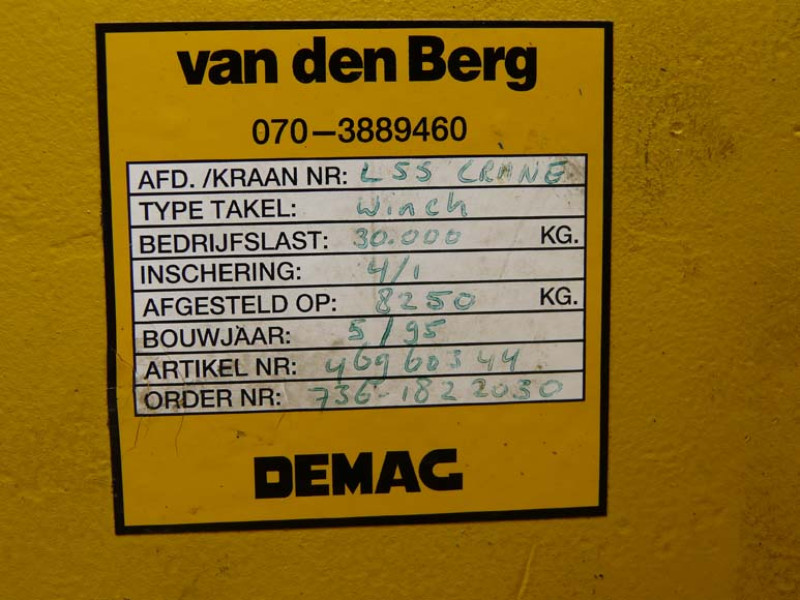 van den Berg
070-3889460
AFD. /KRAAN NR: LSS CRANE
TYPE TAKEL: Winch
BEDRIJFSLAST: 30.000 KG.
INSCHERING: 4/1
AFGESTELD OP: 8250 KG.
BOUWJAAR: 5/95
ARTIKEL NR: 46960344
ORDER NR: 736-1822030
DEMAG